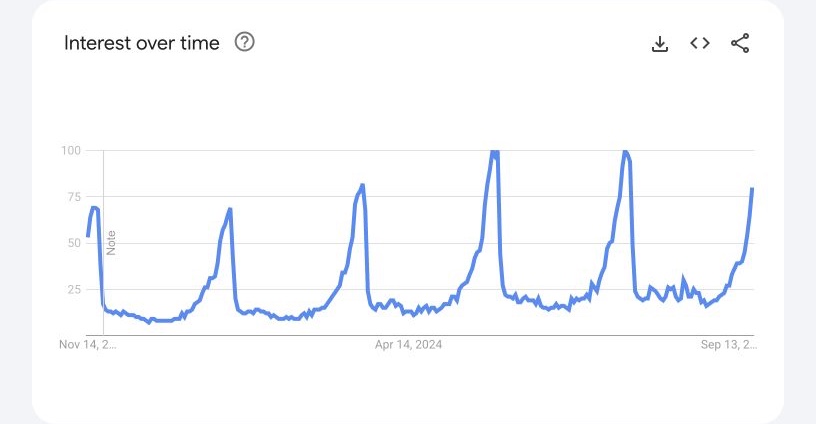 Interest over time
100
75
50
25
Note
Nov 14, 2...
Apr 14, 2024
Sep 13, 2...